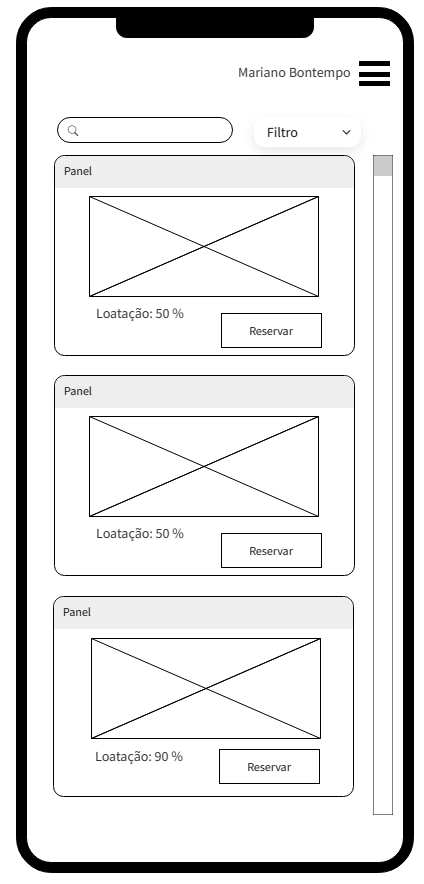 Mariano Bontempo
Filtro
Panel
Loatação: 50 %
Reservar
Panel
Loatação: 50 %
Reservar
Panel
Loatação: 90 %
Reservar